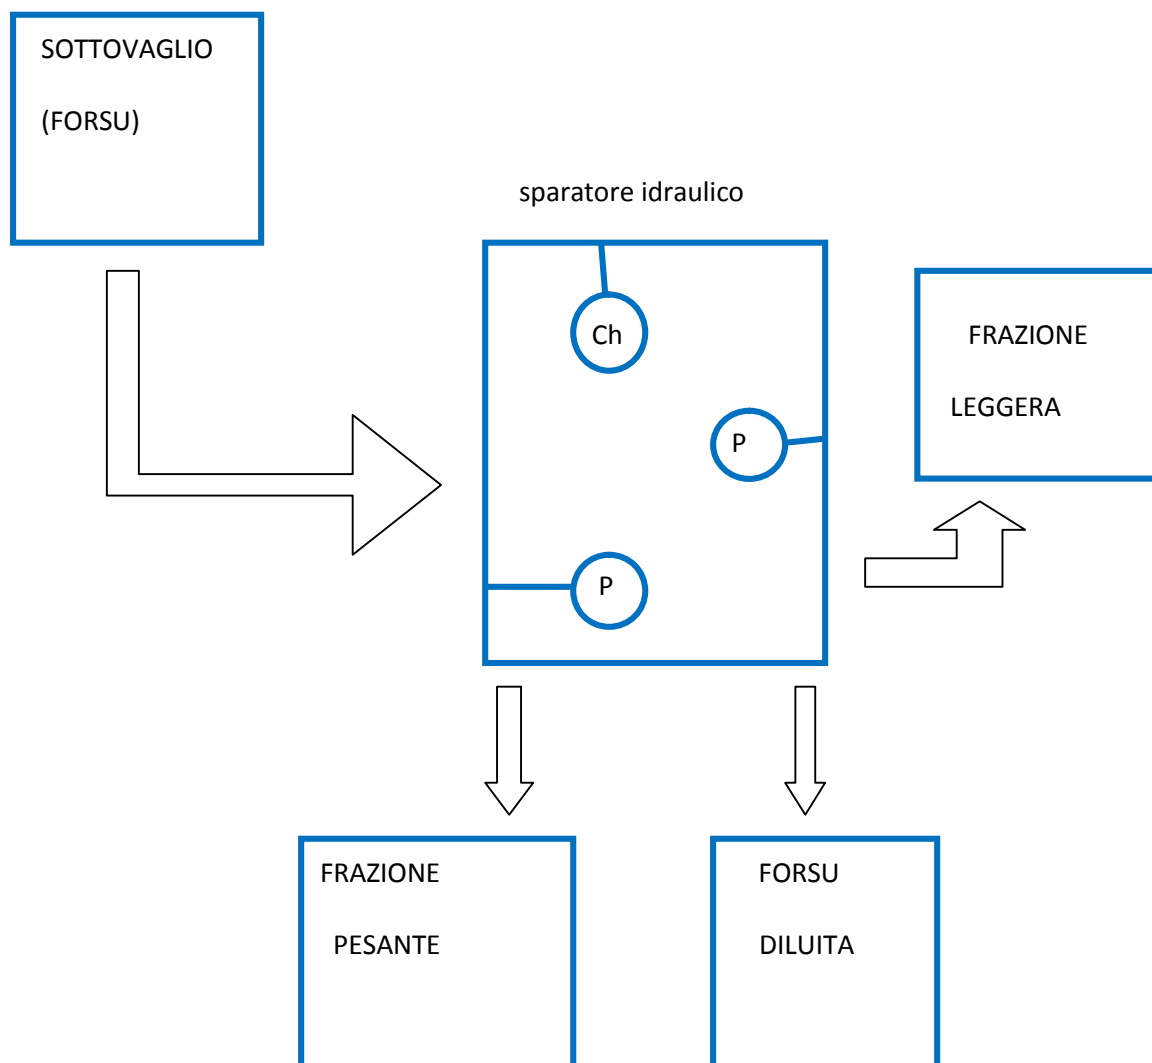 SOTTOVAGLIO
(FORSU)
sparatore idraulico
Ch
P
P
FRAZIONE
LEGGERA
FRAZIONE
PESANTE
FORSU
DILUITA